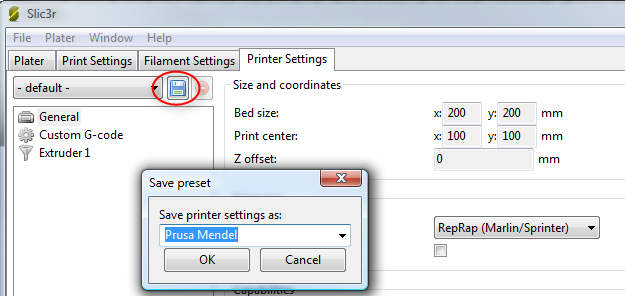 Slic3r
File Plater Window Help
Plater Print Settings Filament Settings Printer Settings
- default -
General
Custom G-code
Extruder 1
Size and coordinates
Bed size: x: 200 y: 200 mm
Print center: x: 100 y: 100 mm
Z offset: 0 mm
RepRap (Marlin/Sprinter)
Capabilities
Save preset
Save printer settings as:
Prusa Mendel
OK Cancel